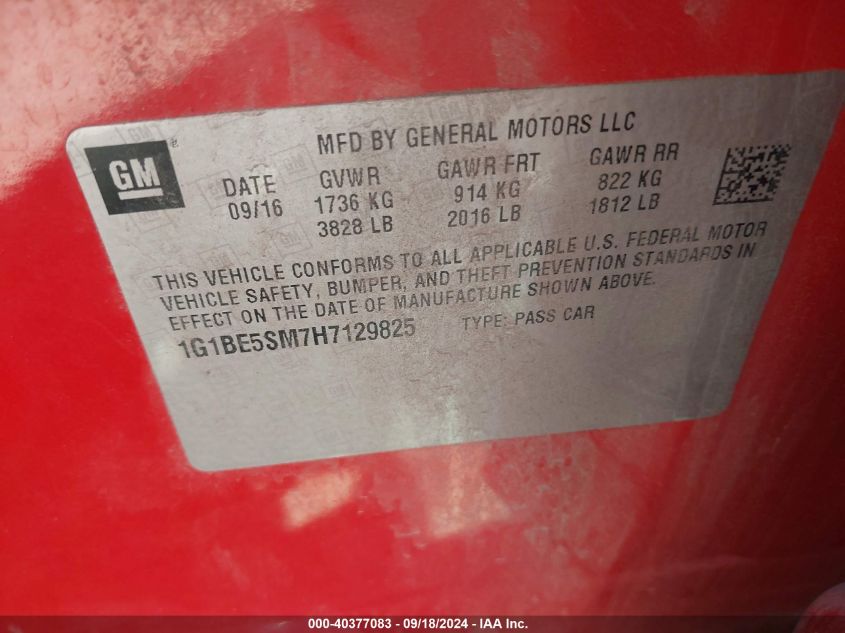 GM
MFD BY GENERAL MOTORS LLC
DATE GVWR GAWR FRT GAWR RR
09/16 1736 KG 914 KG 822 KG
3828 LB 2016 LB 1812 LB
THIS VEHICLE CONFORMS TO ALL APPLICABLE U.S. FEDERAL MOTOR
VEHICLE SAFETY, BUMPER, AND THEFT PREVENTION STANDARDS IN
EFFECT ON THE DATE OF MANUFACTURE SHOWN ABOVE.
1G1BE5SM7H7129825 TYPE: PASS CAR
000-40377083 - 09/18/2024 - IAA Inc.